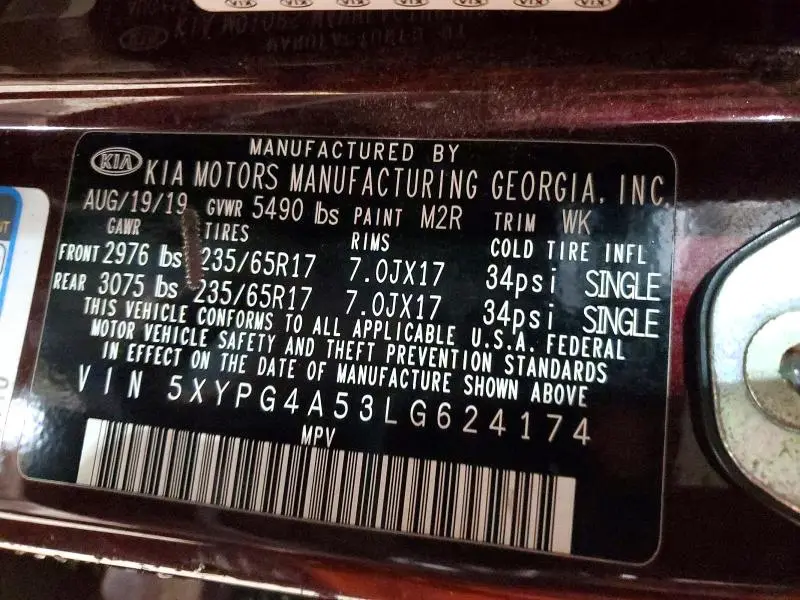 MANUFACTURED BY
KIA KIA MOTORS MANUFACTURING GEORGIA, INC.
AUG/19/19 GVWR 5490 lbs PAINT M2R TRIM WK
GAWR TIRES RIMS COLD TIRE INFL
FRONT 2976 lbs 235/65R17 7.0JX17 34psi SINGLE
REAR 3075 lbs 235/65R17 7.0JX17 34psi SINGLE
THIS VEHICLE CONFORMS TO ALL APPLICABLE U.S.A. FEDERAL
MOTOR VEHICLE SAFETY AND THEFT PREVENTION STANDARDS
IN EFFECT ON THE DATE OF MANUFACTURE SHOWN ABOVE
VIN 5XYPG4A53LG624174
MPV